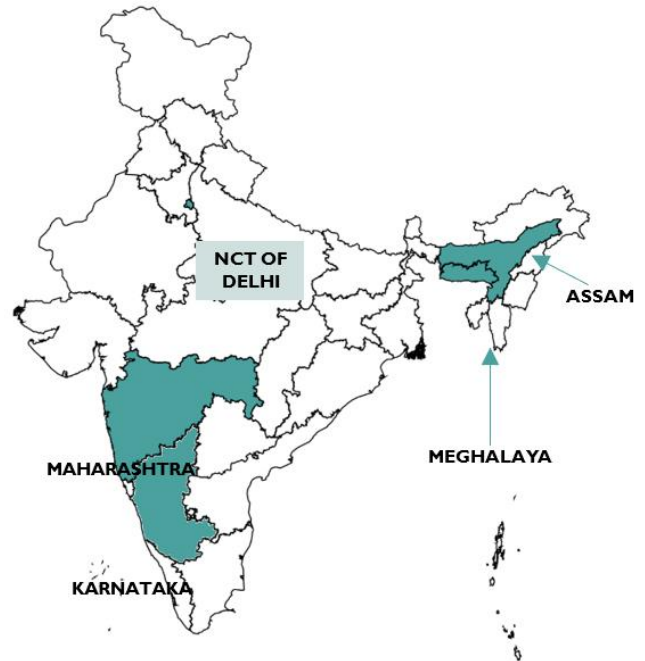 NCT OF
DELHI
ASSAM
MEGHALAYA
MAHARASHTRA
KARNATAKA